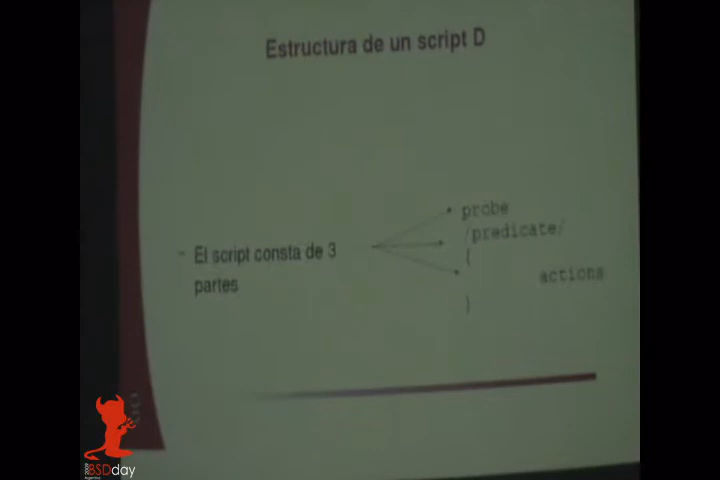 Estructura de un script D
- El script consta de 3
partes
probe
/predicate/
{
actions
}
BSDday